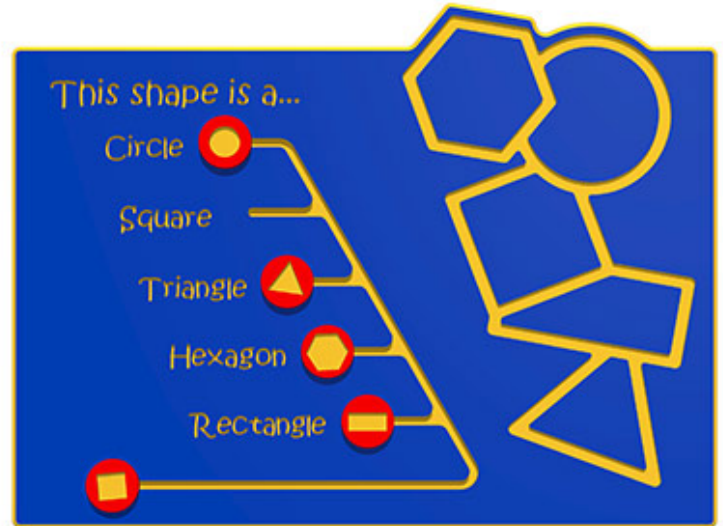 This shape is a...
Circle
Square
Triangle
Hexagon
Rectangle